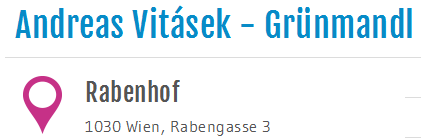 Andreas Vitásek - Grünmandl
Rabenhof
1030 Wien, Rabengasse 3